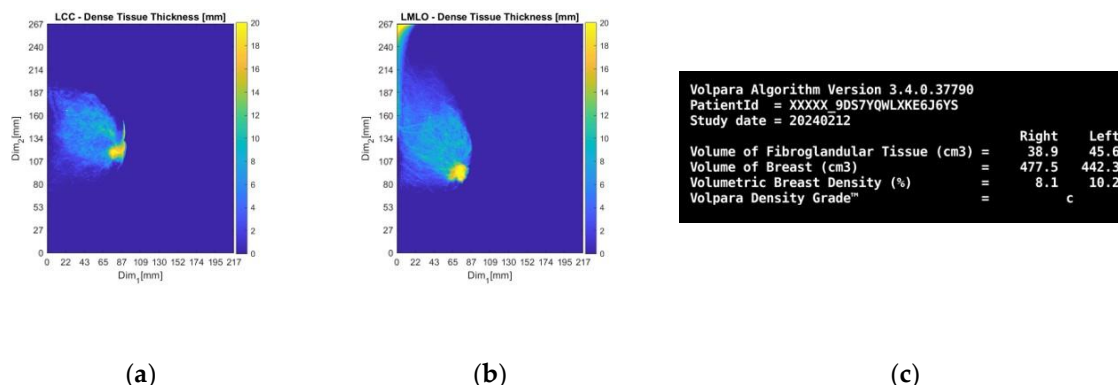 LCC - Dense Tissue Thickness [mm]
267
240
214
187
160
134
107
80
53
27
0
Dim2[mm]
0 22 43 65 87 109 130 152 174 196 217
Dim1[mm]
20
18
16
14
12
10
8
6
4
2
0
LMLO - Dense Tissue Thickness [mm]
267
240
214
187
160
134
107
80
53
27
0
Dim2[mm]
0 22 43 65 87 109 130 152 174 196 217
Dim1[mm]
20
18
16
14
12
10
8
6
4
2
0
Volpara Algorithm Version 3.4.0.37790
PatientId = XXXXX_9DS7YQWLXKE6J6YS
Study date = 20240212
Right Left
Volume of Fibroglandular Tissue (cm3) = 38.9 45.6
Volume of Breast (cm3) = 477.5 442.3
Volumetric Breast Density (%) = 8.1 10.2
Volpara Density Grade™ = c
(a) (b) (c)